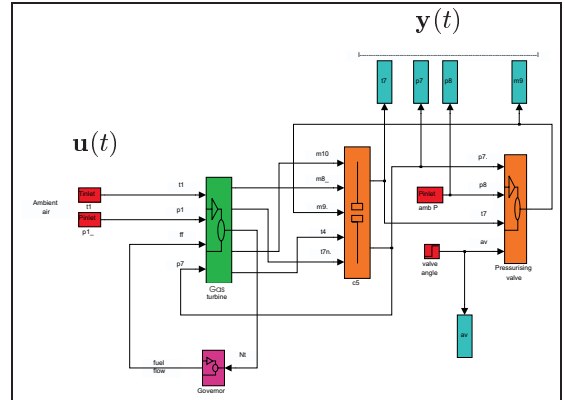 y(t)
t7
p7
p8
m9
u(t)
m10
m8_
m9.
t4
t7n.
c5
p7.
p8
t7
av
Pressurising
valve
Pinlet
amb P
valve
angle
av
Ambient
air
Tinlet
t1
Pinlet
p1_
t1
p1
ff
p7
Gas
turbine
fuel
flow
Nt
Governor